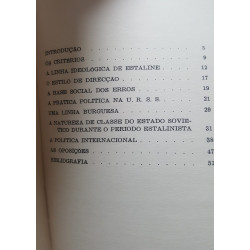 INTRODUÇÃO 5
OS CRITÉRIOS 9
A LINHA IDEOLÓGICA DE ESTALINE 13
O ESTILO DE DIRECÇÃO 17
A BASE SOCIAL DOS ERROS 19
A PRÁTICA POLÍTICA NA U. R. S. S. 21
UMA LINHA BURGUESA 29
A NATUREZA DE CLASSE DO ESTADO SOVIÉ-
TICO DURANTE O PERÍODO ESTALINISTA 31
A POLÍTICA INTERNACIONAL 38
AS OPOSIÇÕES 47
BIBLIOGRAFIA 51